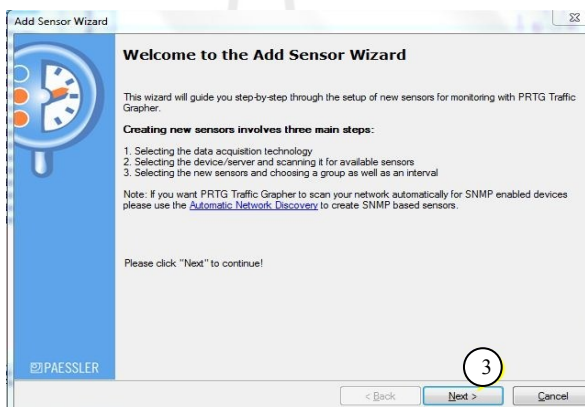 Add Sensor Wizard
Welcome to the Add Sensor Wizard
This wizard will guide you step-by-step through the setup of new sensors for monitoring with PRTG Traffic
Grapher.
Creating new sensors involves three main steps:
1. Selecting the data acquisition technology
2. Selecting the device/server and scanning it for available sensors
3. Selecting the new sensors and choosing a group as well as an interval
Note: If you want PRTG Traffic Grapher to scan your network automatically for SNMP enabled devices
please use the Automatic Network Discovery to create SNMP based sensors.
Please click "Next" to continue!
PAESSLER
3
< Back Next > Cancel